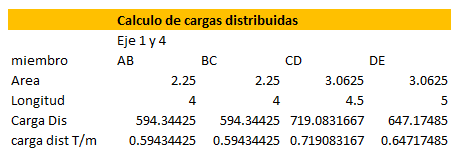 Calculo de cargas distribuidas
Eje 1 y 4
miembro AB BC CD DE
Area 2.25 2.25 3.0625 3.0625
Longitud 4 4 4.5 5
Carga Dis 594.34425 594.34425 719.0831667 647.17485
carga dist T/m 0.59434425 0.59434425 0.719083167 0.64717485